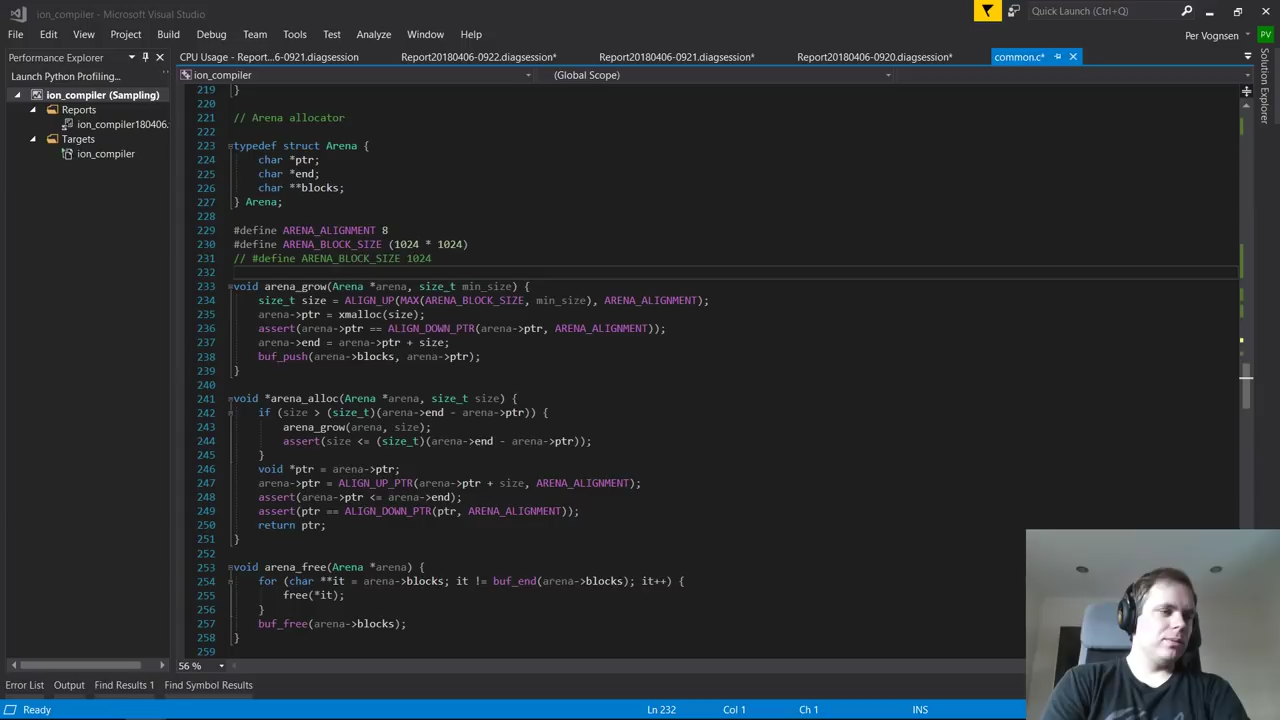 ion_compiler - Microsoft Visual Studio
Quick Launch (Ctrl+Q)
File Edit View Project Build Debug Team Tools Test Analyze Window Help
Per Vognsen PV
Performance Explorer
CPU Usage - Report...6-0921.diagsession Report20180406-0922.diagsession* Report20180406-0921.diagsession* Report20180406-0920.diagsession* common.c*
Solution Explorer
Launch Python Profiling...
ion_compiler (Sampling)
Reports
ion_compiler180406.
Targets
ion_compiler
ion_compiler (Global Scope)
219 }
220
221 // Arena allocator
222
223 typedef struct Arena {
224 char *ptr;
225 char *end;
226 char **blocks;
227 } Arena;
228
229 #define ARENA_ALIGNMENT 8
230 #define ARENA_BLOCK_SIZE (1024 * 1024)
231 // #define ARENA_BLOCK_SIZE 1024
232
233 void arena_grow(Arena *arena, size_t min_size) {
234 size_t size = ALIGN_UP(MAX(ARENA_BLOCK_SIZE, min_size), ARENA_ALIGNMENT);
235 arena->ptr = xmalloc(size);
236 assert(arena->ptr == ALIGN_DOWN_PTR(arena->ptr, ARENA_ALIGNMENT));
237 arena->end = arena->ptr + size;
238 buf_push(arena->blocks, arena->ptr);
239 }
240
241 void *arena_alloc(Arena *arena, size_t size) {
242 if (size > (size_t)(arena->end - arena->ptr)) {
243 arena_grow(arena, size);
244 assert(size <= (size_t)(arena->end - arena->ptr));
245 }
246 void *ptr = arena->ptr;
247 arena->ptr = ALIGN_UP_PTR(arena->ptr + size, ARENA_ALIGNMENT);
248 assert(arena->ptr <= arena->end);
249 assert(ptr == ALIGN_DOWN_PTR(ptr, ARENA_ALIGNMENT));
250 return ptr;
251 }
252
253 void arena_free(Arena *arena) {
254 for (char **it = arena->blocks; it != buf_end(arena->blocks); it++) {
255 free(*it);
256 }
257 buf_free(arena->blocks);
258 }
259
56 %
Error List Output Find Results 1 Find Symbol Results
Ready Ln 232 Col 1 Ch 1 INS